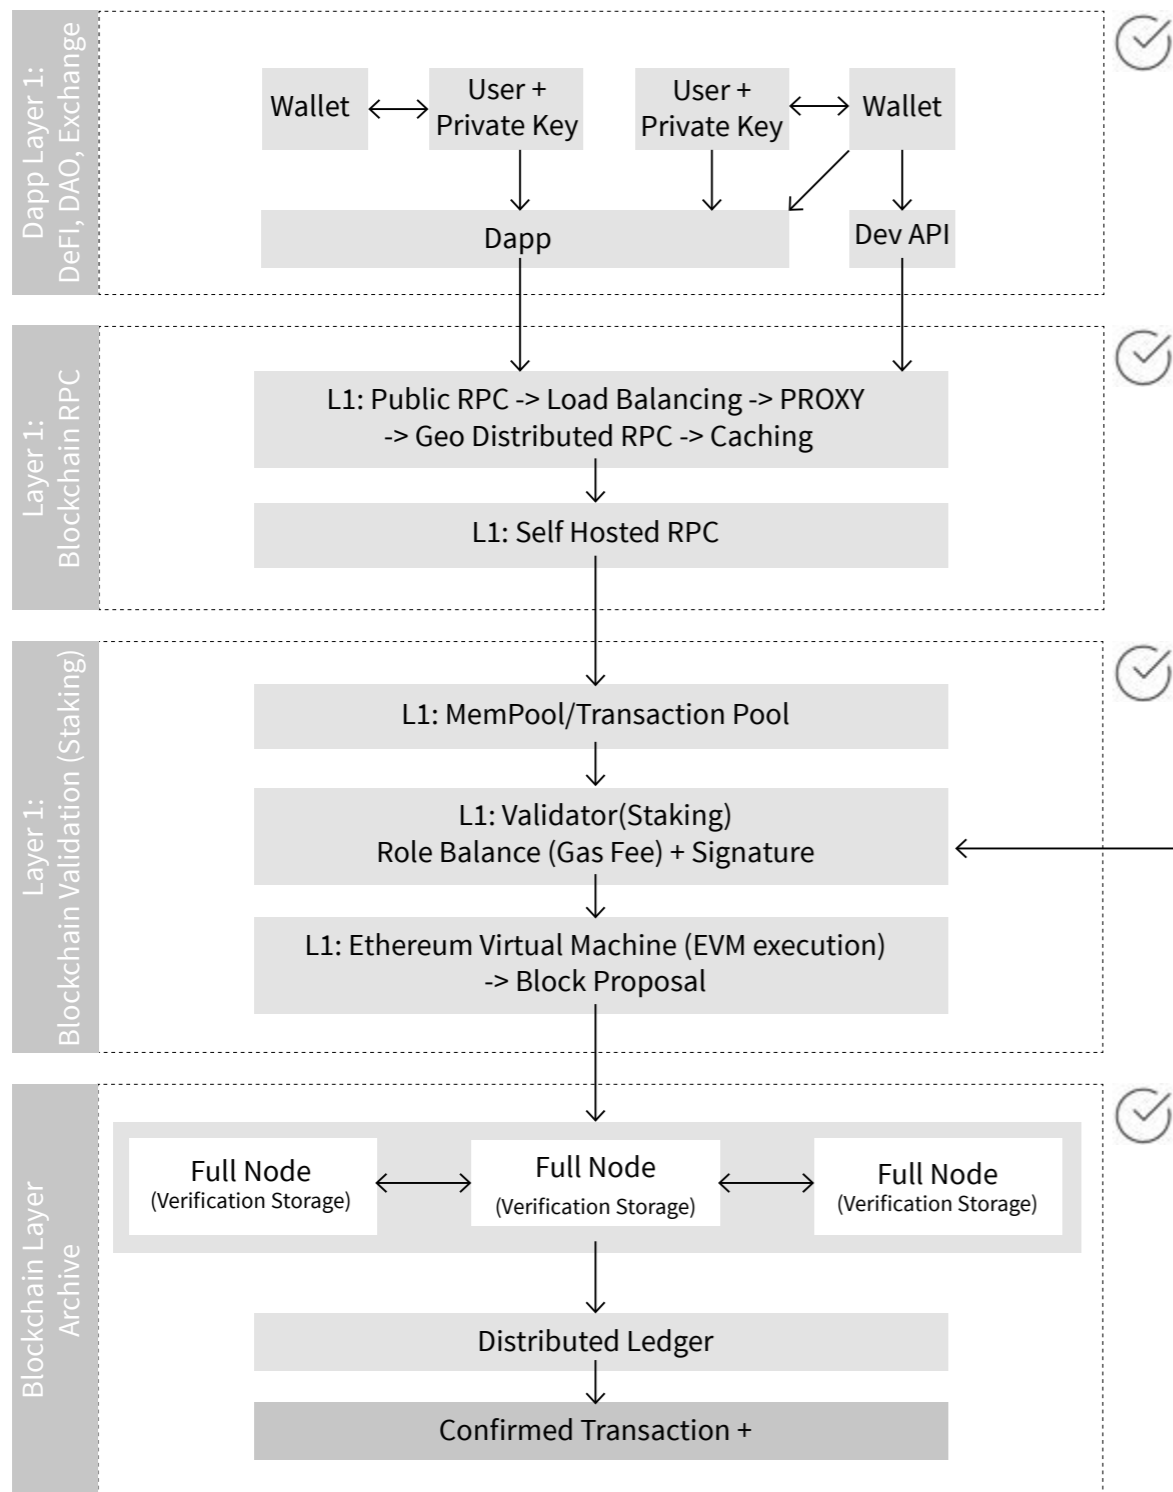 Dapp Layer 1:
DeFI, DAO, Exchange
Wallet
User +
Private Key
User +
Private Key
Wallet
Dapp
Dev API
Layer 1:
Blockchain RPC
L1: Public RPC -> Load Balancing -> PROXY
-> Geo Distributed RPC -> Caching
L1: Self Hosted RPC
Layer 1:
Blockchain Validation (Staking)
L1: MemPool/Transaction Pool
L1: Validator(Staking)
Role Balance (Gas Fee) + Signature
L1: Ethereum Virtual Machine (EVM execution)
-> Block Proposal
Blockchain Layer
Archive
Full Node
(Verification Storage)
Full Node
(Verification Storage)
Full Node
(Verification Storage)
Distributed Ledger
Confirmed Transaction +